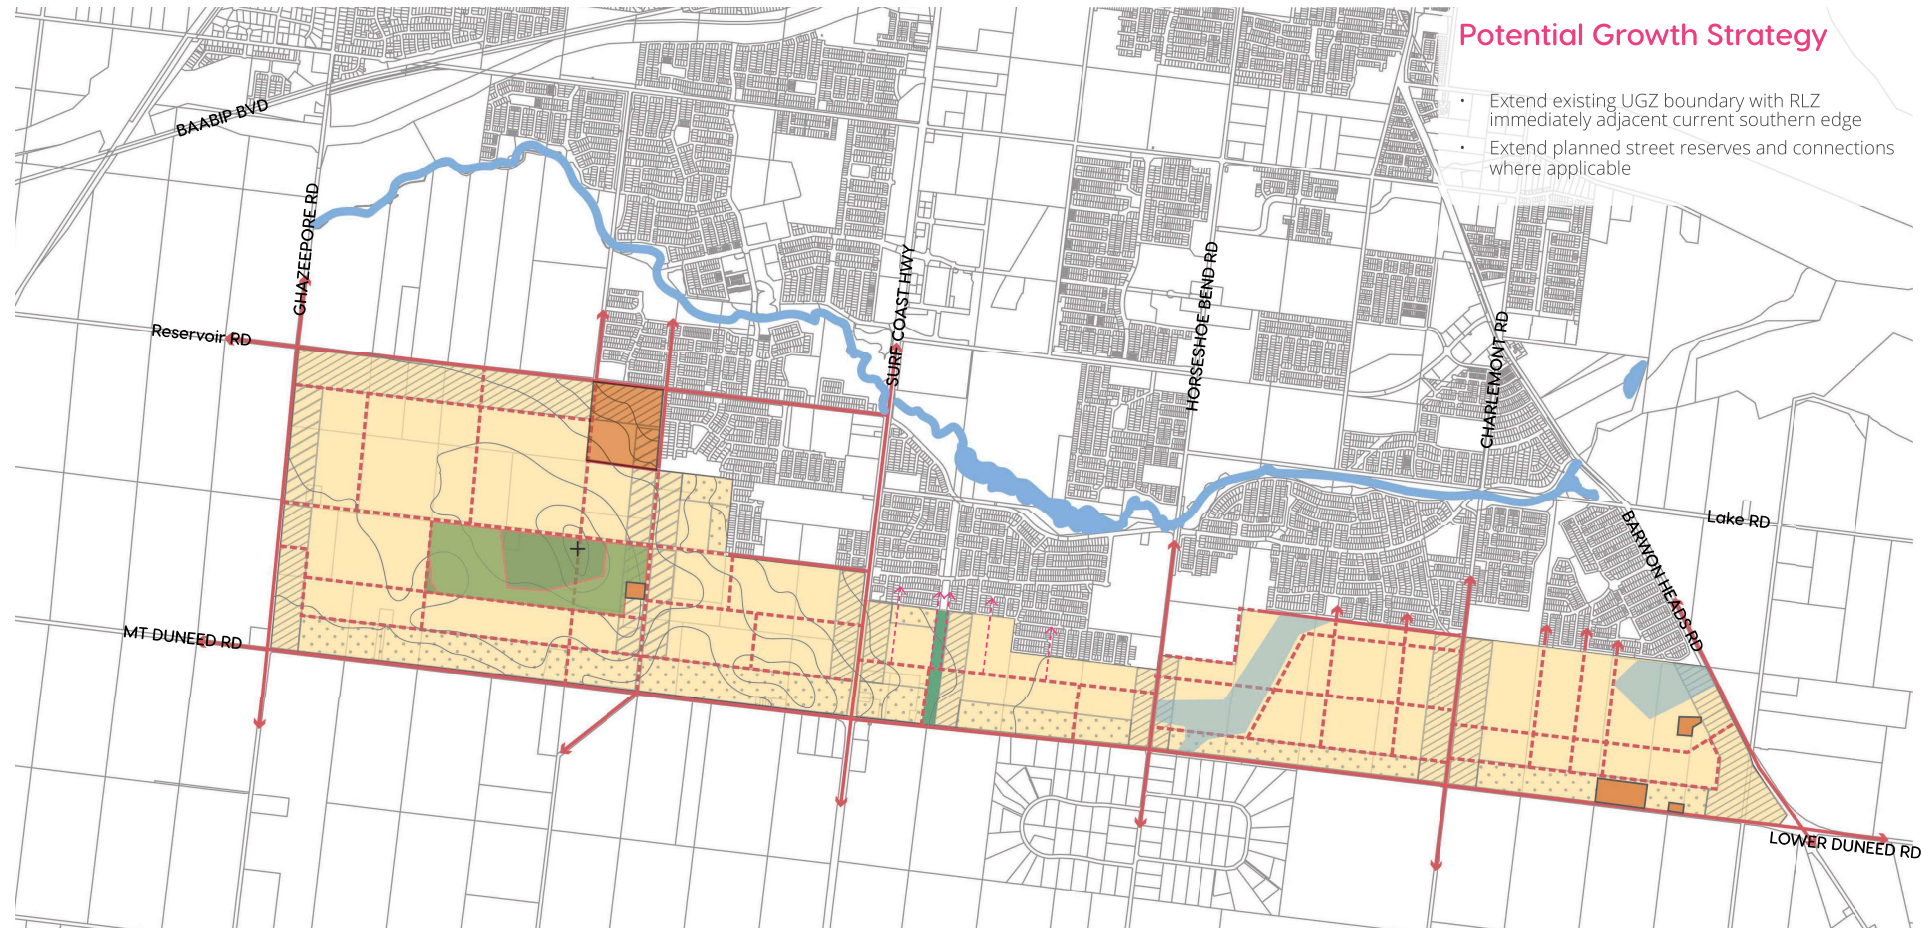 Potential Growth Strategy
• Extend existing UGZ boundary with RLZ
immediately adjacent current southern edge
• Extend planned street reserves and connections
where applicable
BAABIP BVD
GHAZEEPORE RD
Reservoir RD
SURF COAST HWY
HORSESHOE BEND RD
CHARLEMONT RD
Lake RD
BARWON HEADS RD
MT DUNEED RD
LOWER DUNEED RD